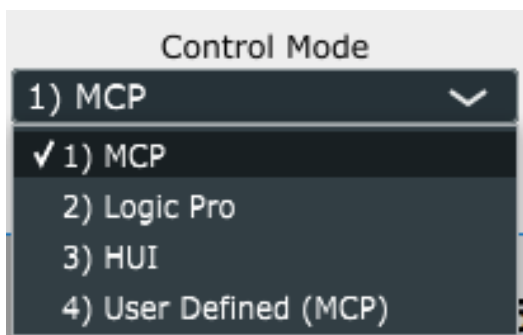 Control Mode
1) MCP
✓ 1) MCP
2) Logic Pro
3) HUI
4) User Defined (MCP)